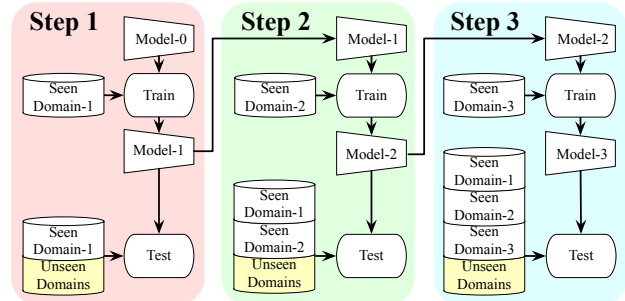 Step 1
Model-0
Seen
Domain-1
Train
Model-1
Seen
Domain-1
Unseen
Domains
Test
Step 2
Model-1
Seen
Domain-2
Train
Model-2
Seen
Domain-1
Seen
Domain-2
Unseen
Domains
Test
Step 3
Model-2
Seen
Domain-3
Train
Model-3
Seen
Domain-1
Seen
Domain-2
Seen
Domain-3
Unseen
Domains
Test